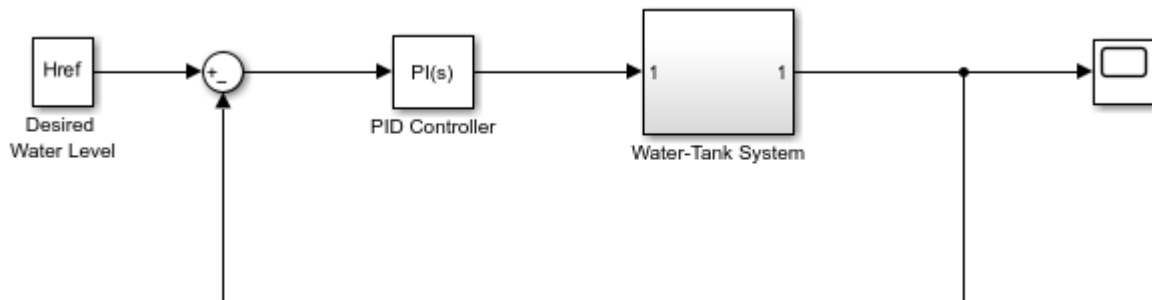 Href
+
−
PI(s)
1
1
Desired
Water Level
PID Controller
Water-Tank System